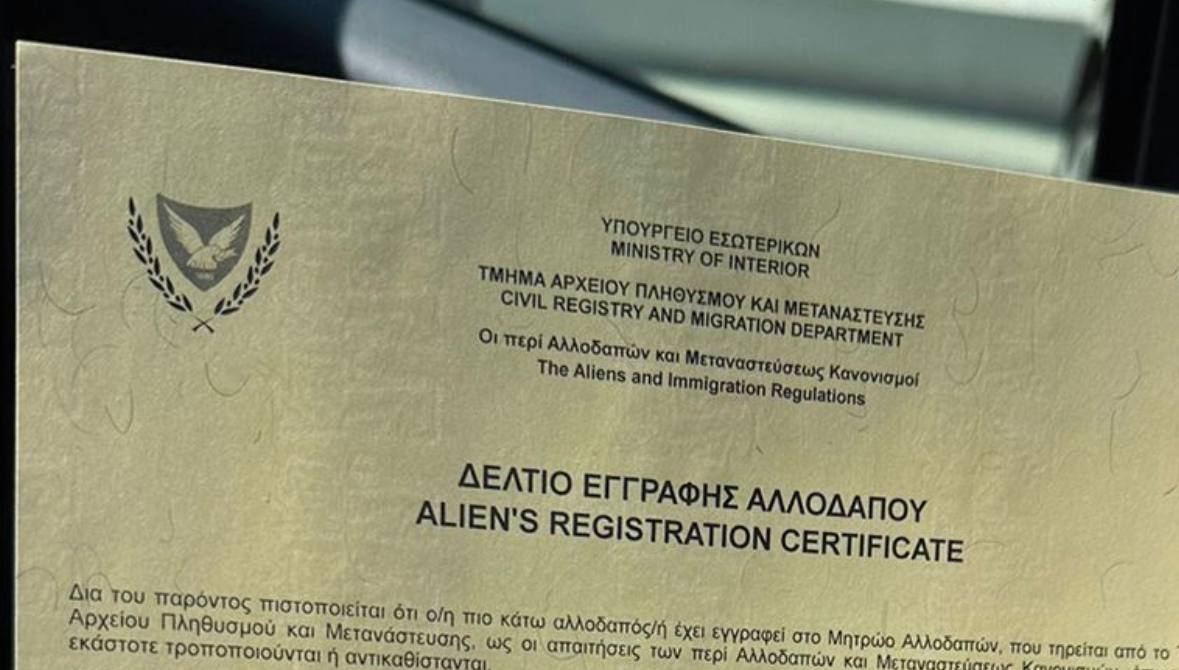 ΥΠΟΥΡΓΕΙΟ ΕΣΩΤΕΡΙΚΩΝ
MINISTRY OF INTERIOR
ΤΜΗΜΑ ΑΡΧΕΙΟΥ ΠΛΗΘΥΣΜΟΥ ΚΑΙ ΜΕΤΑΝΑΣΤΕΥΣΗΣ
CIVIL REGISTRY AND MIGRATION DEPARTMENT
Οι περί Αλλοδαπών και Μεταναστεύσεως Κανονισμοί
The Aliens and Immigration Regulations
ΔΕΛΤΙΟ ΕΓΓΡΑΦΗΣ ΑΛΛΟΔΑΠΟΥ
ALIEN'S REGISTRATION CERTIFICATE
Δια του παρόντος πιστοποιείται ότι ο/η πιο κάτω αλλοδαπός/ή έχει εγγραφεί στο Μητρώο Αλλοδαπών, που τηρείται από το
Αρχείου Πληθυσμού και Μετανάστευσης, ως οι απαιτήσεις των περί Αλλοδαπών και Μεταναστεύσεως
εκάστοτε τροποποιούνται ή αντικαθίστανται.